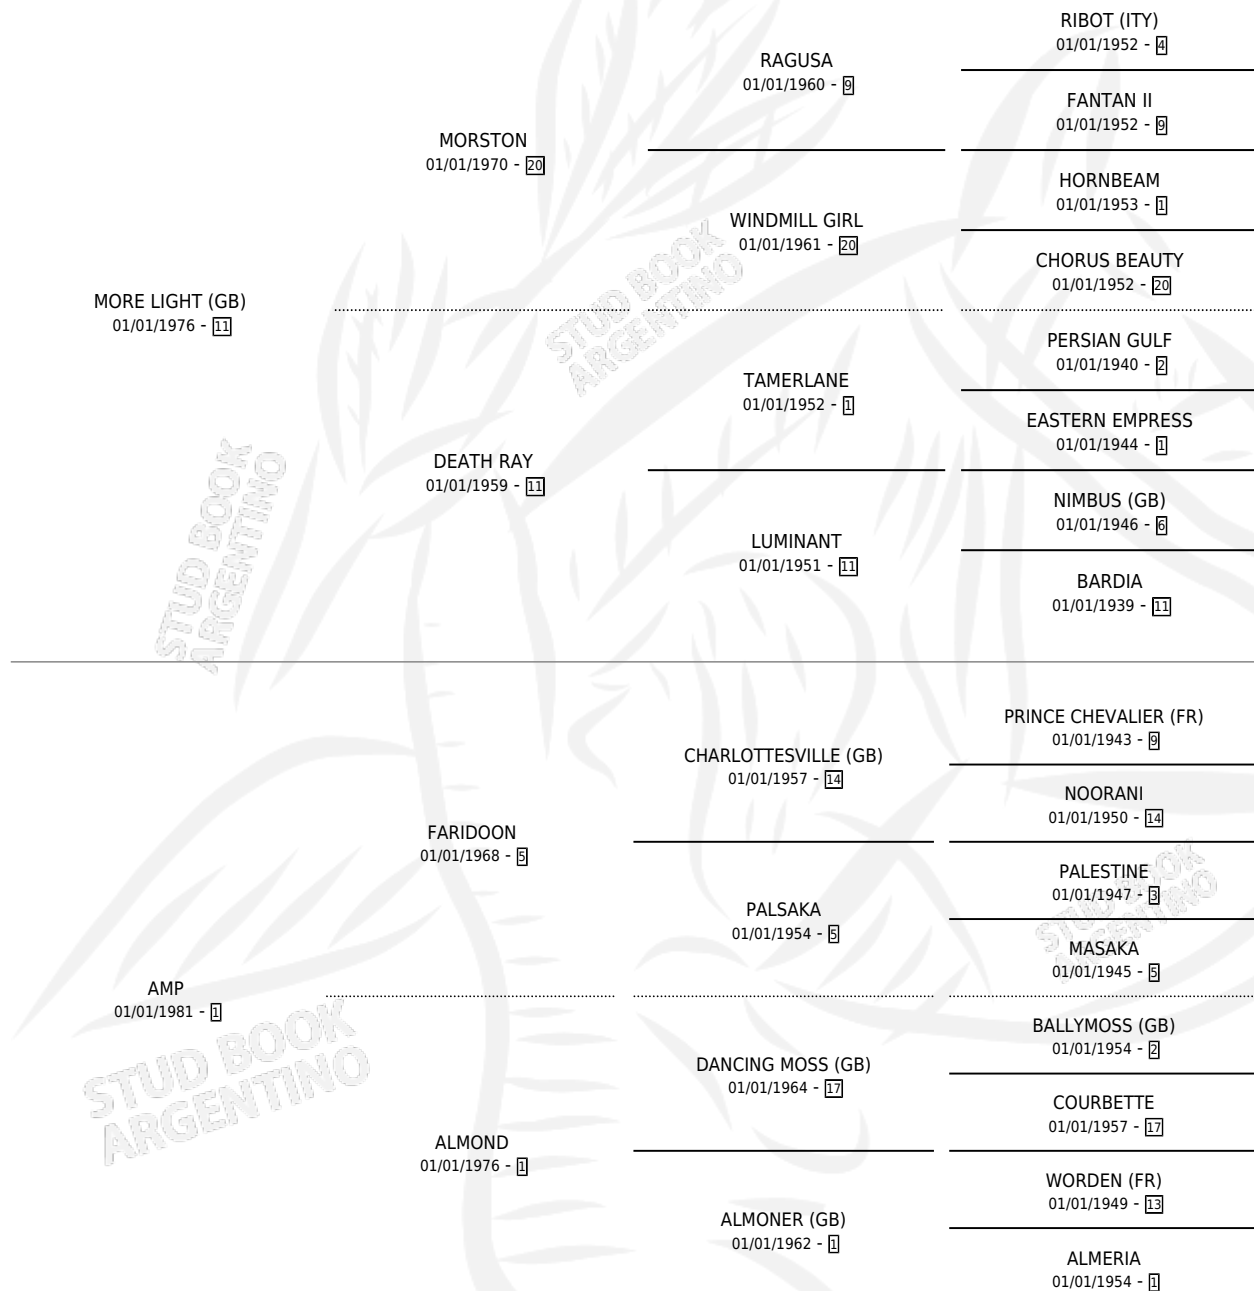 RIBOT (ITY)
01/01/1952 - 4
RAGUSA
01/01/1960 - 9
FANTAN II
01/01/1952 - 9
MORSTON
01/01/1970 - 20
HORNBEAM
01/01/1953 - 1
WINDMILL GIRL
01/01/1961 - 20
CHORUS BEAUTY
01/01/1952 - 20
MORE LIGHT (GB)
01/01/1976 - 11
PERSIAN GULF
01/01/1940 - 2
TAMERLANE
01/01/1952 - 1
EASTERN EMPRESS
01/01/1944 - 1
DEATH RAY
01/01/1959 - 11
NIMBUS (GB)
01/01/1946 - 6
LUMINANT
01/01/1951 - 11
BARDIA
01/01/1939 - 11
PRINCE CHEVALIER (FR)
01/01/1943 - 9
CHARLOTTESVILLE (GB)
01/01/1957 - 14
NOORANI
01/01/1950 - 14
FARIDOON
01/01/1968 - 5
PALESTINE
01/01/1947 - 3
PALSAKA
01/01/1954 - 5
MASAKA
01/01/1945 - 5
AMP
01/01/1981 - 1
BALLYMOSS (GB)
01/01/1954 - 2
DANCING MOSS (GB)
01/01/1964 - 17
COURBETTE
01/01/1957 - 17
ALMOND
01/01/1976 - 1
WORDEN (FR)
01/01/1949 - 13
ALMONER (GB)
01/01/1962 - 1
ALMERIA
01/01/1954 - 1
STUD BOOK
ARGENTINO
STUD BOOK
ARGENTINO
STUD BOOK
ARGENTINO
STUD BOOK
ARGENTINO